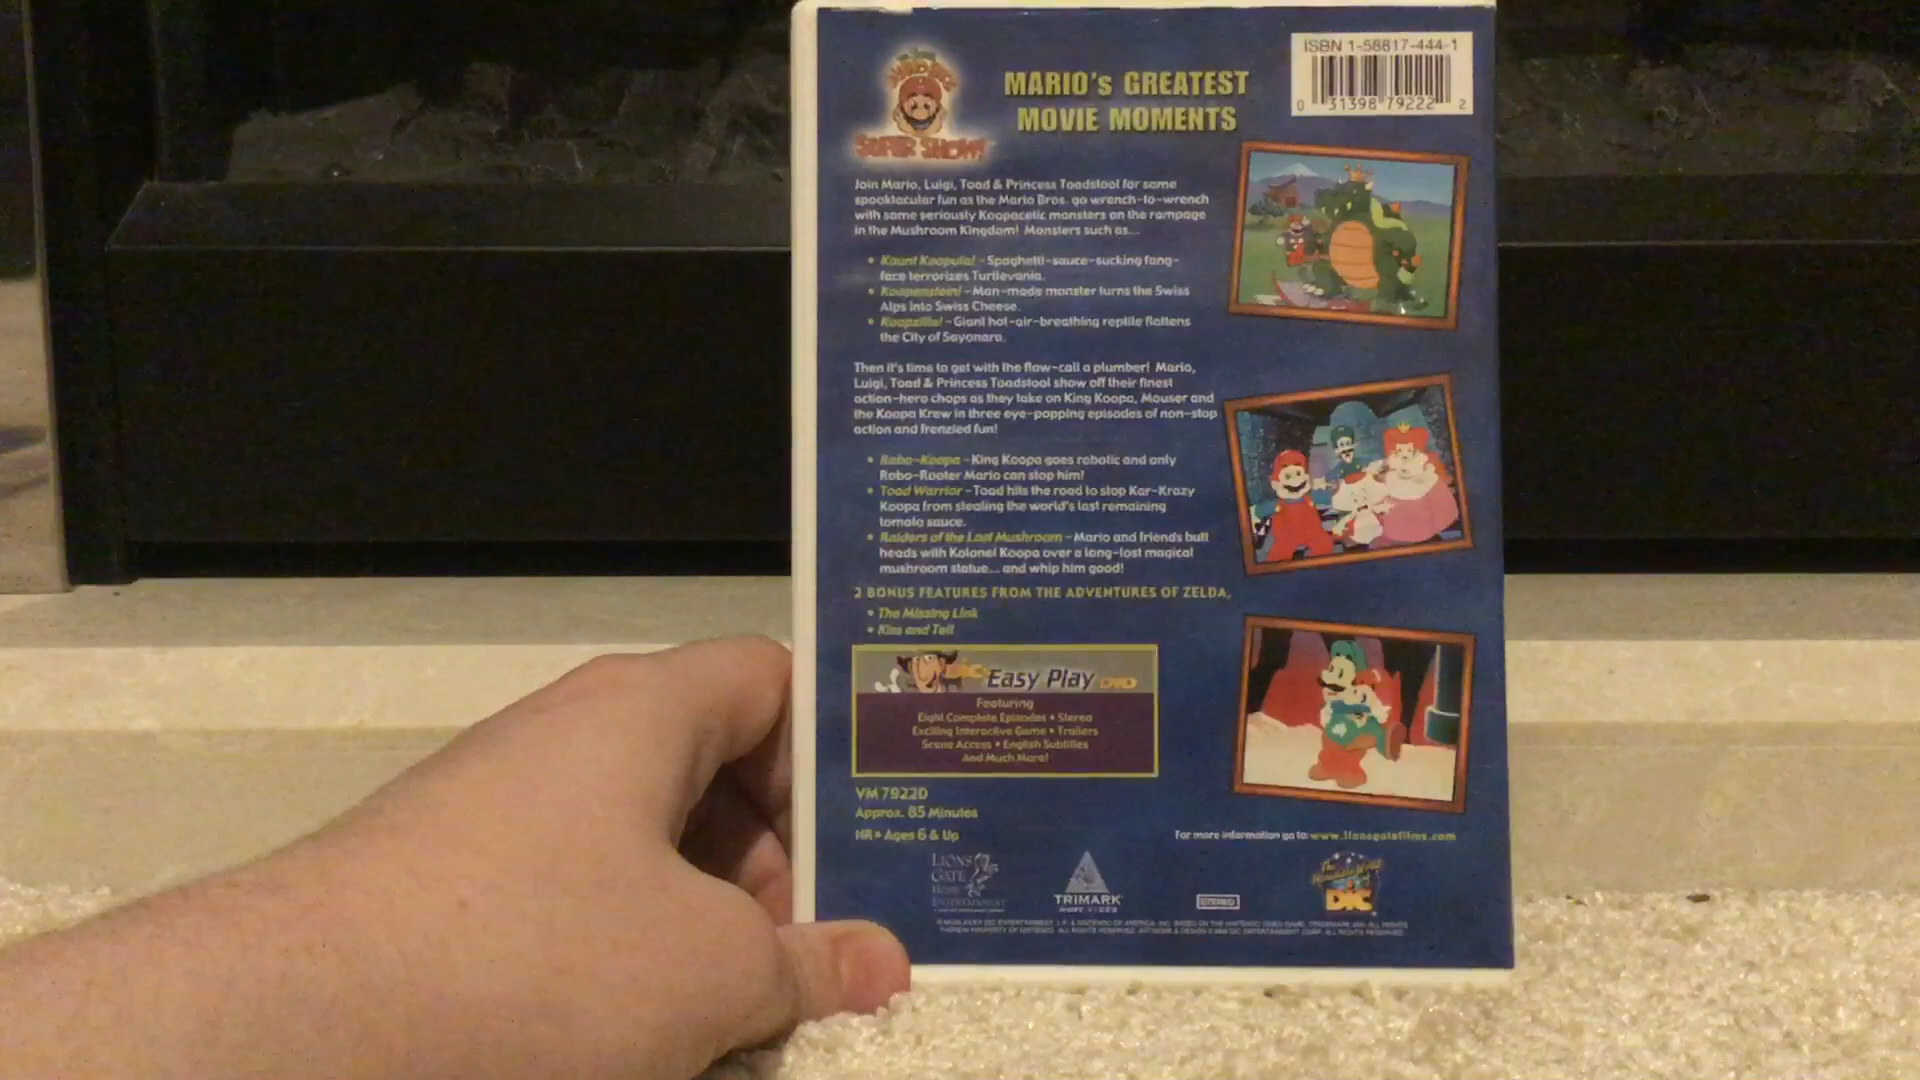 SUPER SHOW!
MARIO's GREATEST
MOVIE MOMENTS
ISBN 1-58817-444-1
0 31398 79222 2
Join Mario, Luigi, Toad & Princess Toadstool for some
spooktacular fun as the Mario Bros. go wrench-to-wrench
with some seriously Koopacetic monsters on the rampage
in the Mushroom Kingdom! Monsters such as...
• Kount Koopula! - Spaghetti-sauce-sucking fang-
face terrorizes Turtlevania.
• Koopenstein! - Man-made monster turns the Swiss
Alps into Swiss Cheese.
• Koopzilla! - Giant hot-air-breathing reptile flattens
the City of Sayonara.
Then it's time to get with the flow-call a plumber! Mario,
Luigi, Toad & Princess Toadstool show off their finest
action-hero chops as they take on King Koopa, Mouser and
the Koopa Krew in three eye-popping episodes of non-stop
action and frenzied fun!
• Robo-Koopa - King Koopa goes robotic and only
Robo-Rooter Mario can stop him!
• Toad Warrior - Toad hits the road to stop Kar-Krazy
Koopa from stealing the world's last remaining
tomato sauce.
• Raiders of the Lost Mushroom - Mario and friends butt
heads with Kolonel Koopa over a long-lost magical
mushroom statue... and whip him good!
2 BONUS FEATURES FROM THE ADVENTURES OF ZELDA,
• The Missing Link
• Kiss and Tell
DIC Easy Play DVD
Featuring
Eight Complete Episodes • Stereo
Exciting Interactive Game • Trailers
Scene Access • English Subtitles
And Much More!
VM 7922D
Approx. 85 Minutes
NR • Ages 6 & Up
For more information go to: www.lionsgatefilms.com
LIONS
GATE
HOME
ENTERTAINMENT
TRIMARK
STEREO
DIC